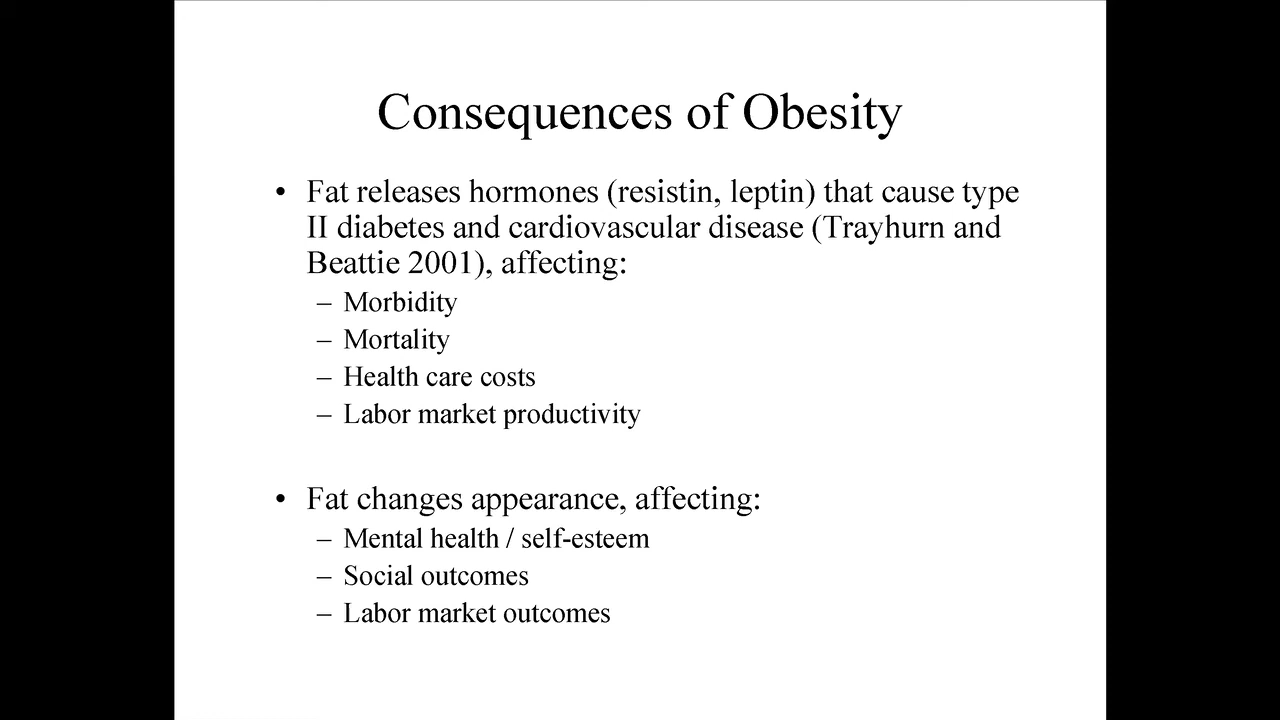 Consequences of Obesity
• Fat releases hormones (resistin, leptin) that cause type
II diabetes and cardiovascular disease (Trayhurn and
Beattie 2001), affecting:
– Morbidity
– Mortality
– Health care costs
– Labor market productivity
• Fat changes appearance, affecting:
– Mental health / self-esteem
– Social outcomes
– Labor market outcomes